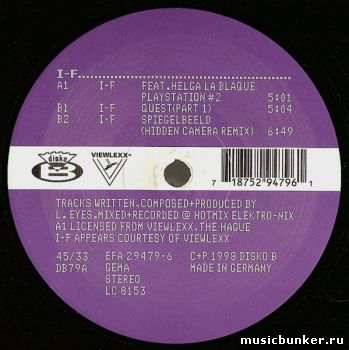 I-F........................................
A1 I-F FEAT.HELGA LA BLAQUE
PLAYSTATION #2 5:01
B1 I-F QUEST(PART 1) 5:04
B2 I-F SPIEGELBEELD
(HIDDEN CAMERA REMIX) 6:49
disko B
VIEWLEXX
7 18752 94796 1
TRACKS WRITTEN.COMPOSED+PRODUCED BY
L. EYES.MIXED+RECORDED @ HOTMIX ELEKTRO-NIX
A1 LICENSED FROM VIEWLEXX.THE HAGUE
I-F APPEARS COURTESY OF VIEWLEXX
45/33 EFA 29479-6 C+P 1998 DISKO B
DB79A GEMA MADE IN GERMANY
STEREO
LC 8153
musicbunker.ru